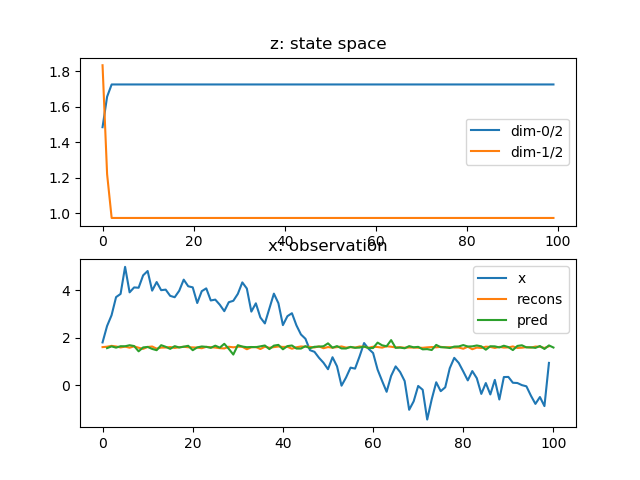 z: state space
1.8
1.6
1.4
1.2
1.0
dim-0/2
dim-1/2
0 20 40 60 80 100
x: observation
4
2
0
x
recons
pred
0 20 40 60 80 100